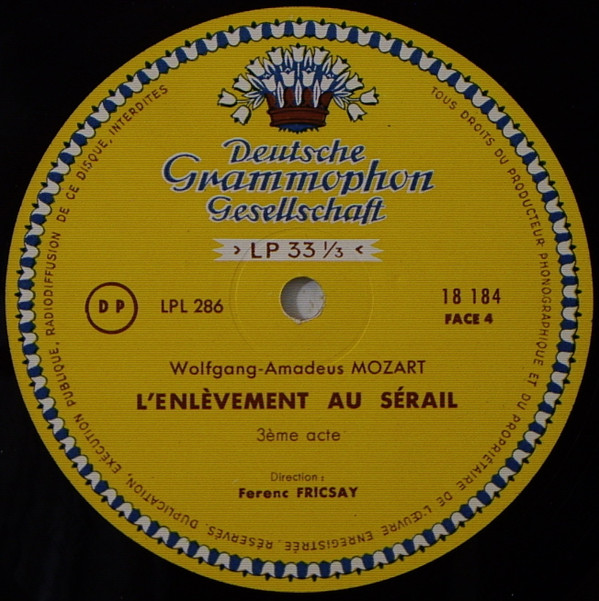 Deutsche
Grammophon
Gesellschaft
> LP 33 1/3 <
DP
LPL 286
18 184
FACE 4
Wolfgang-Amadeus MOZART
L'ENLÈVEMENT AU SÉRAIL
3ème acte
Direction :
Ferenc FRICSAY
TOUS DROITS DU PRODUCTEUR PHONOGRAPHIQUE ET DU PROPRIÉTAIRE DE L'ŒUVRE ENREGISTRÉE RÉSERVÉS. DUPLICATION, EXÉCUTION PUBLIQUE, RADIODIFFUSION DE CE DISQUE, INTERDITES